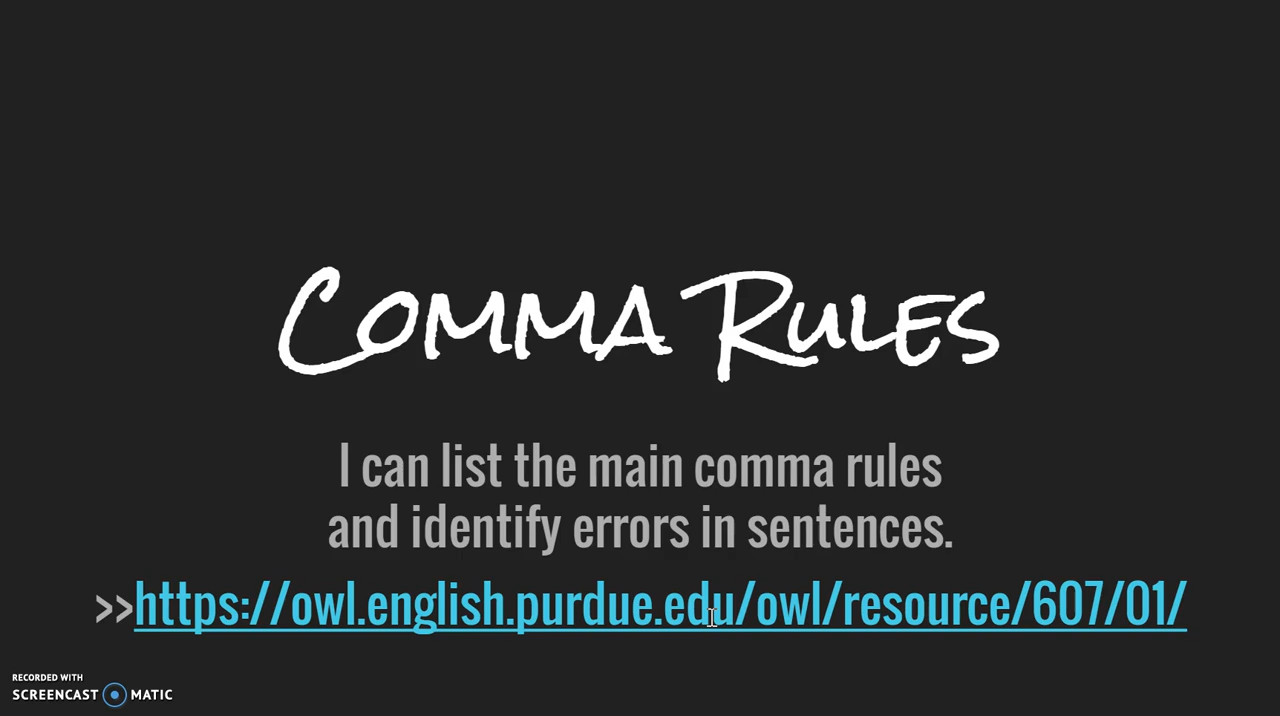 Comma Rules
I can list the main comma rules
and identify errors in sentences.
>>https://owl.english.purdue.edu/owl/resource/607/01/
RECORDED WITH
SCREENCAST MATIC